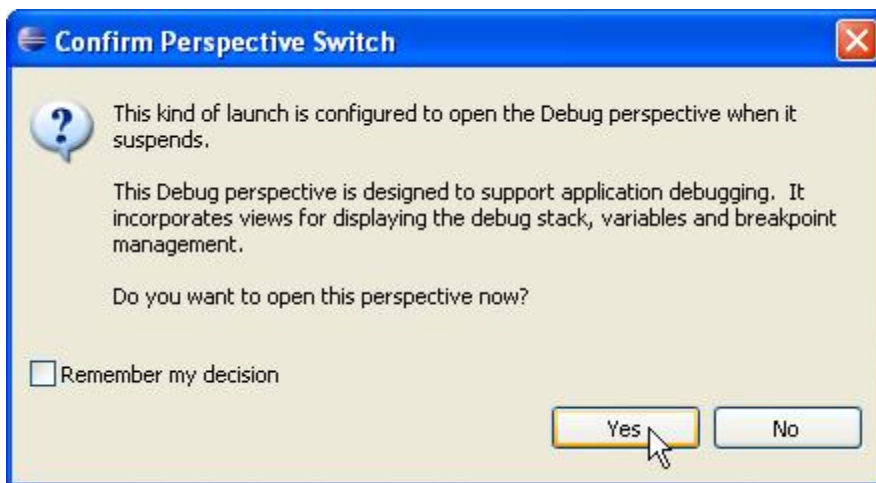 Confirm Perspective Switch
This kind of launch is configured to open the Debug perspective when it
suspends.
This Debug perspective is designed to support application debugging.  It
incorporates views for displaying the debug stack, variables and breakpoint
management.
Do you want to open this perspective now?
Remember my decision
Yes
No